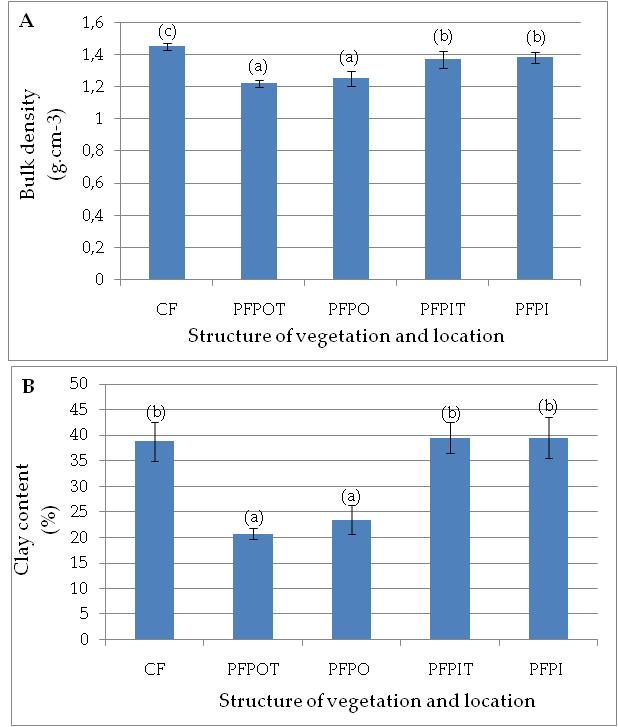 A
Bulk density
(g.cm-3)
1,6
1,4
1,2
1
0,8
0,6
0,4
0,2
0
(c)
(a)
(a)
(b)
(b)
CF
PFPOT
PFPO
PFPIT
PFPI
Structure of vegetation and location
B
Clay content
(%)
50
45
40
35
30
25
20
15
10
5
0
(b)
(a)
(a)
(b)
(b)
CF
PFPOT
PFPO
PFPIT
PFPI
Structure of vegetation and location